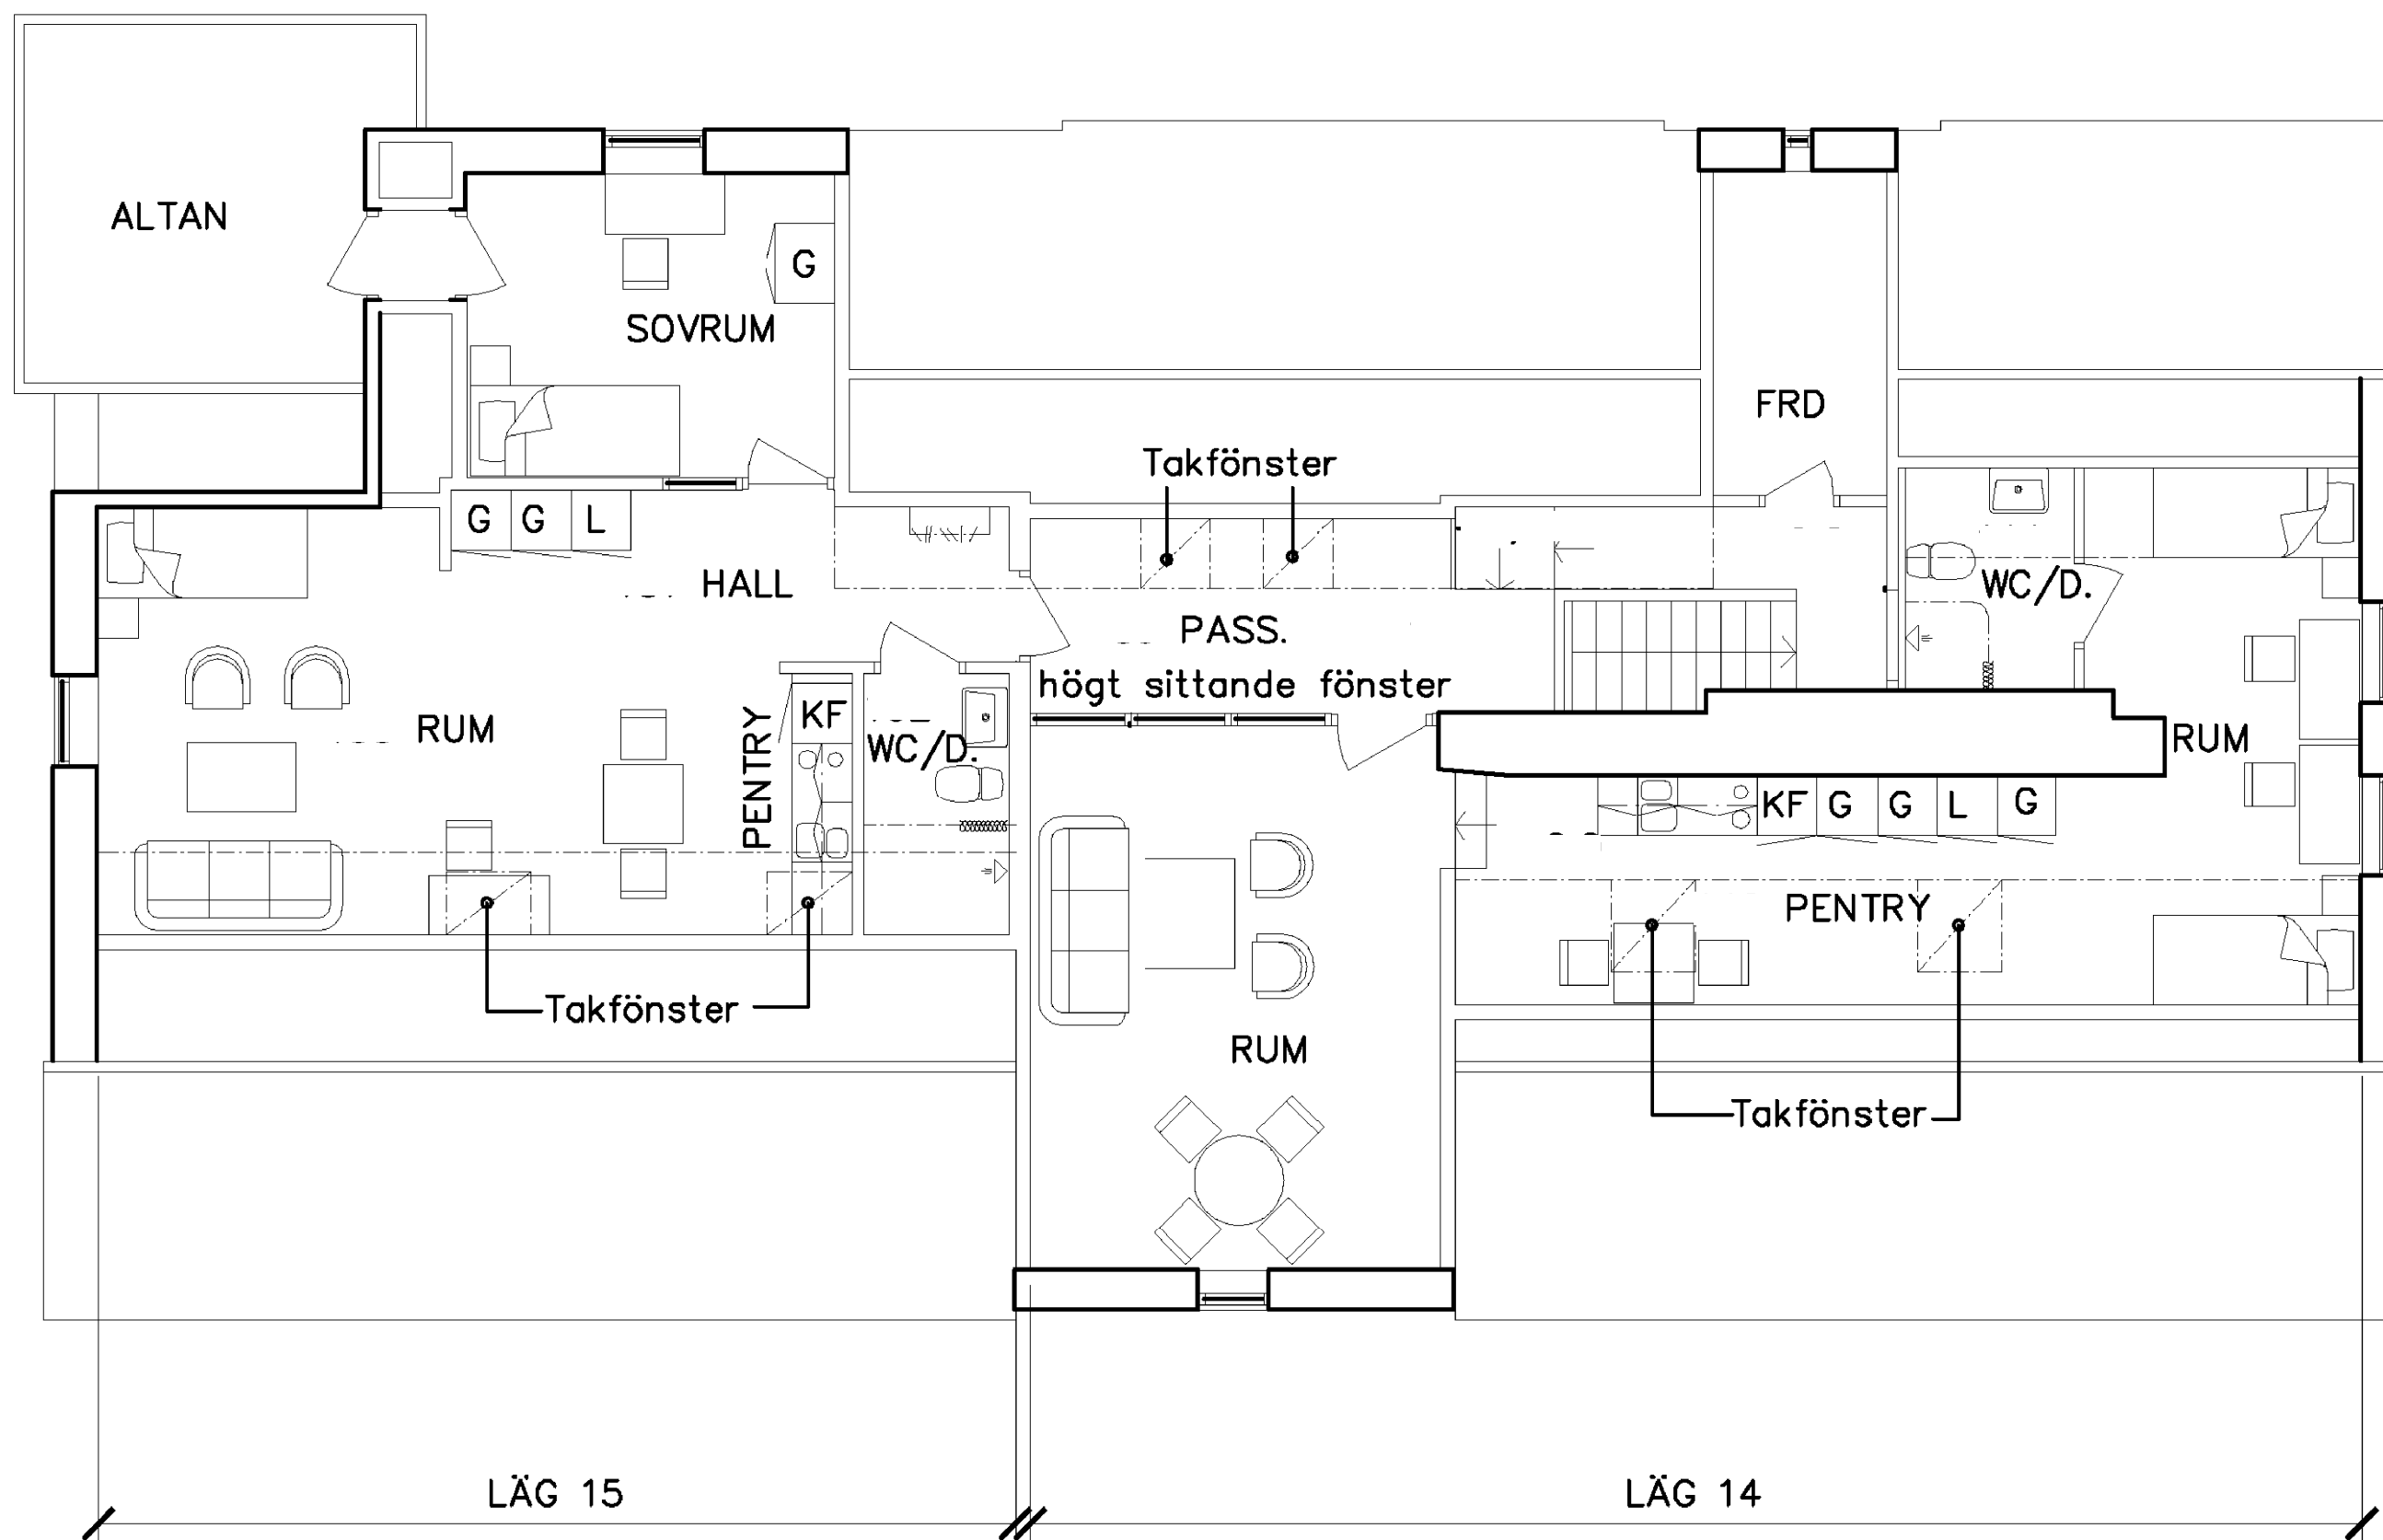 ALTAN
G
SOVRUM
FRD
Takfönster
G G L
HALL
WC/D.
PASS.
högt sittande fönster
RUM
PENTRY
KF
WC/D.
RUM
KF G G L G
PENTRY
Takfönster
RUM
Takfönster
LÄG 15
LÄG 14